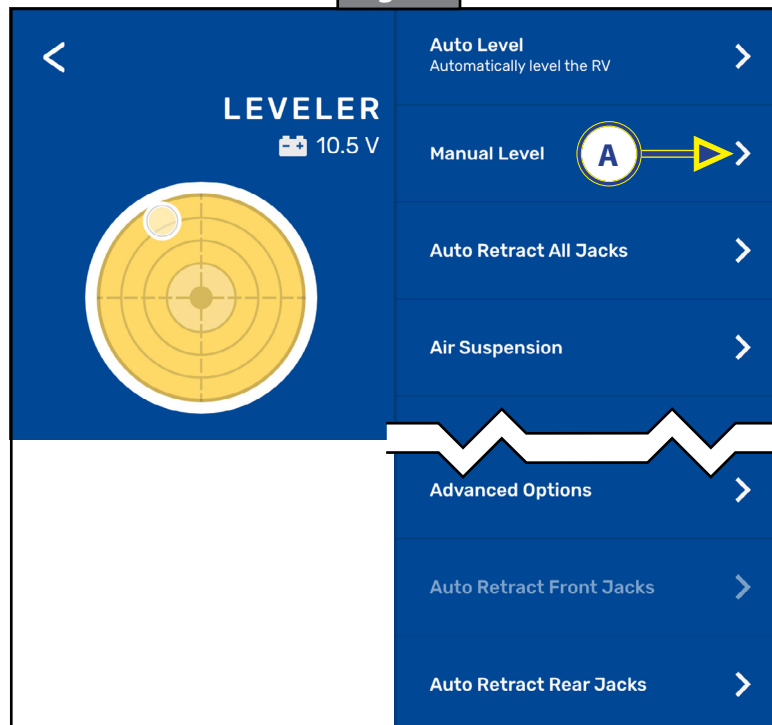 LEVELER
10.5 V
Auto Level
Automatically level the RV
Manual Level
A
Auto Retract All Jacks
Air Suspension
Advanced Options
Auto Retract Front Jacks
Auto Retract Rear Jacks